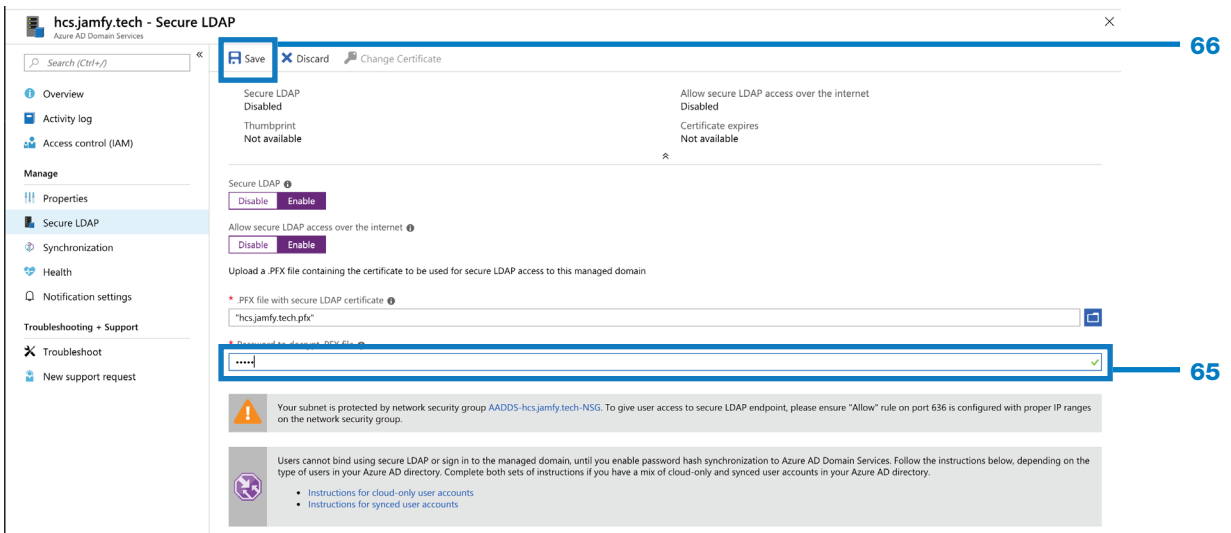 hcs.jamfy.tech - Secure LDAP
Azure AD Domain Services
66
Search (Ctrl+/)
Save
Discard
Change Certificate
Overview
Activity log
Access control (IAM)
Manage
Properties
Secure LDAP
Synchronization
Health
Notification settings
Troubleshooting + Support
Troubleshoot
New support request
Secure LDAP
Disabled
Allow secure LDAP access over the internet
Disabled
Thumbprint
Not available
Certificate expires
Not available
Secure LDAP
Disable
Enable
Allow secure LDAP access over the internet
Disable
Enable
Upload a .PFX file containing the certificate to be used for secure LDAP access to this managed domain
* .PFX file with secure LDAP certificate
"hcs.jamfy.tech.pfx"
* Password to decrypt .PFX file
•••••
65
Your subnet is protected by network security group AADDS-hcs.jamfy.tech-NSG. To give user access to secure LDAP endpoint, please ensure "Allow" rule on port 636 is configured with proper IP ranges
on the network security group.
Users cannot bind using secure LDAP or sign in to the managed domain, until you enable password hash synchronization to Azure AD Domain Services. Follow the instructions below, depending on the
type of users in your Azure AD directory. Complete both sets of instructions if you have a mix of cloud-only and synced user accounts in your Azure AD directory.
• Instructions for cloud-only user accounts
• Instructions for synced user accounts